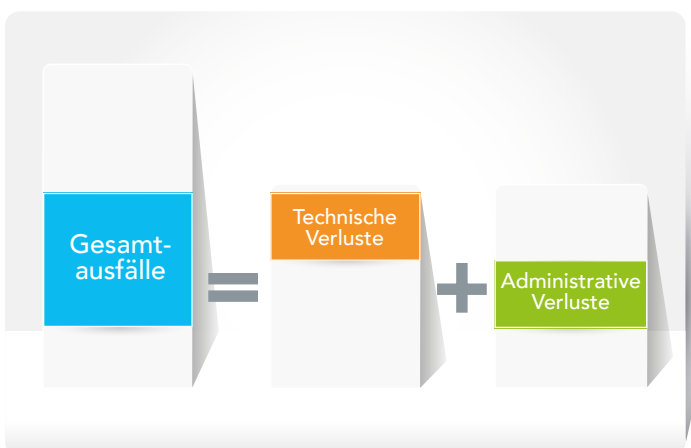 Gesamt-
ausfälle
=
Technische
Verluste
+
Administrative
Verluste